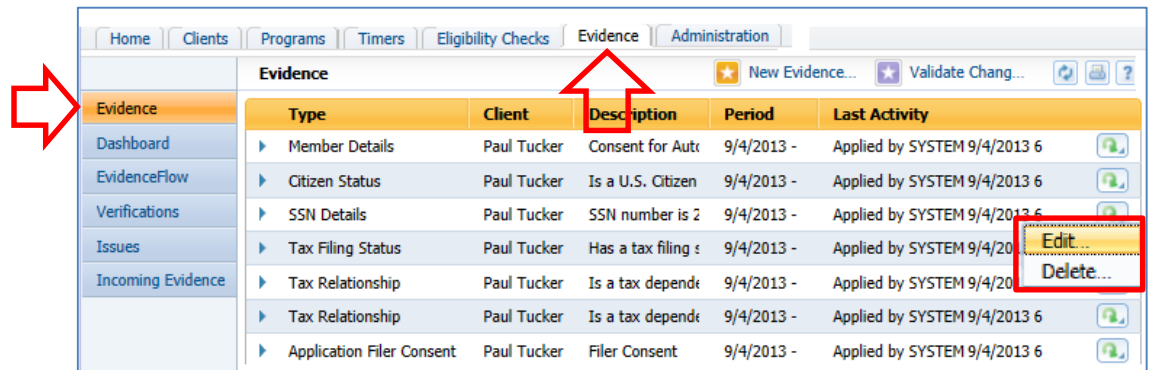 Home Clients Programs Timers Eligibility Checks Evidence Administration
Evidence New Evidence... Validate Chang... ?
Evidence Type Client Description Period Last Activity
Dashboard Member Details Paul Tucker Consent for Auto 9/4/2013 - Applied by SYSTEM 9/4/2013 6
EvidenceFlow Citizen Status Paul Tucker Is a U.S. Citizen 9/4/2013 - Applied by SYSTEM 9/4/2013 6
Verifications SSN Details Paul Tucker SSN number is 2 9/4/2013 - Applied by SYSTEM 9/4/2013 6
Issues Tax Filing Status Paul Tucker Has a tax filing s 9/4/2013 - Applied by SYSTEM 9/4/20 Edit...
Incoming Evidence Tax Relationship Paul Tucker Is a tax depende 9/4/2013 - Applied by SYSTEM 9/4/20 Delete...
Tax Relationship Paul Tucker Is a tax depende 9/4/2013 - Applied by SYSTEM 9/4/2013 6
Application Filer Consent Paul Tucker Filer Consent 9/4/2013 - Applied by SYSTEM 9/4/2013 6